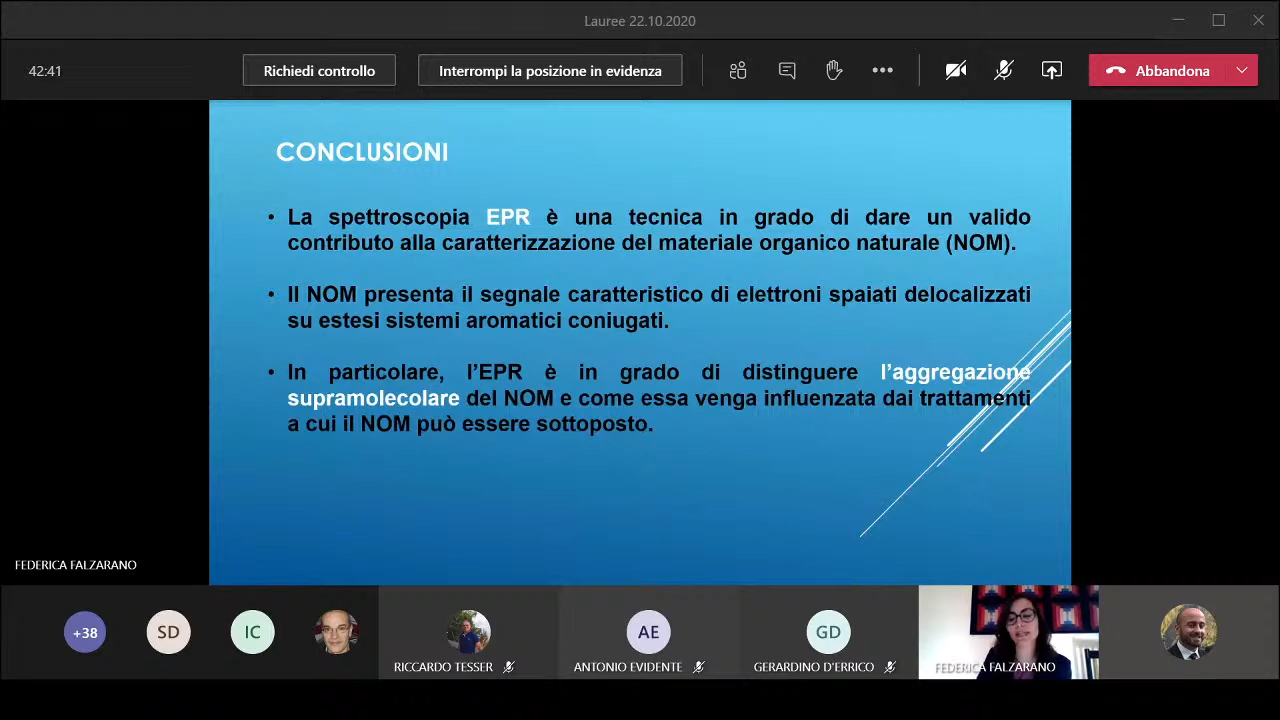 Lauree 22.10.2020
42:41
Richiedi controllo
Interrompi la posizione in evidenza
Abbandona
CONCLUSIONI
• La spettroscopia EPR è una tecnica in grado di dare un valido
contributo alla caratterizzazione del materiale organico naturale (NOM).
• Il NOM presenta il segnale caratteristico di elettroni spaiati delocalizzati
su estesi sistemi aromatici coniugati.
• In particolare, l’EPR è in grado di distinguere l’aggregazione
supramolecolare del NOM e come essa venga influenzata dai trattamenti
a cui il NOM può essere sottoposto.
FEDERICA FALZARANO
+38
SD
IC
AE
GD
RICCARDO TESSER
ANTONIO EVIDENTE
GERARDINO D'ERRICO
FEDERICA FALZARANO